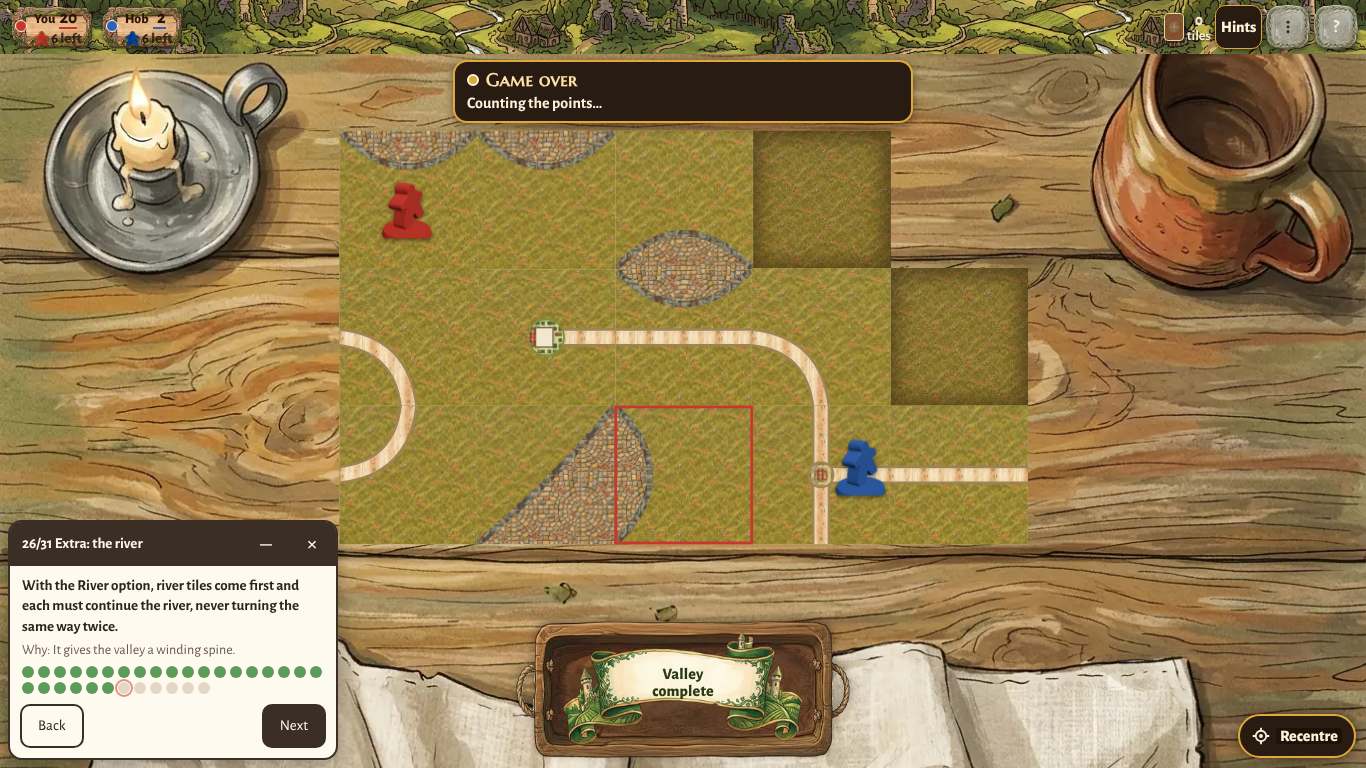 You 20
6 left
Hob 2
6 left
0
tiles
Hints
?
Game over
Counting the points...
26/31 Extra: the river
With the River option, river tiles come first and
each must continue the river, never turning the
same way twice.
Why: It gives the valley a winding spine.
Back
Next
Valley
complete
Recentre